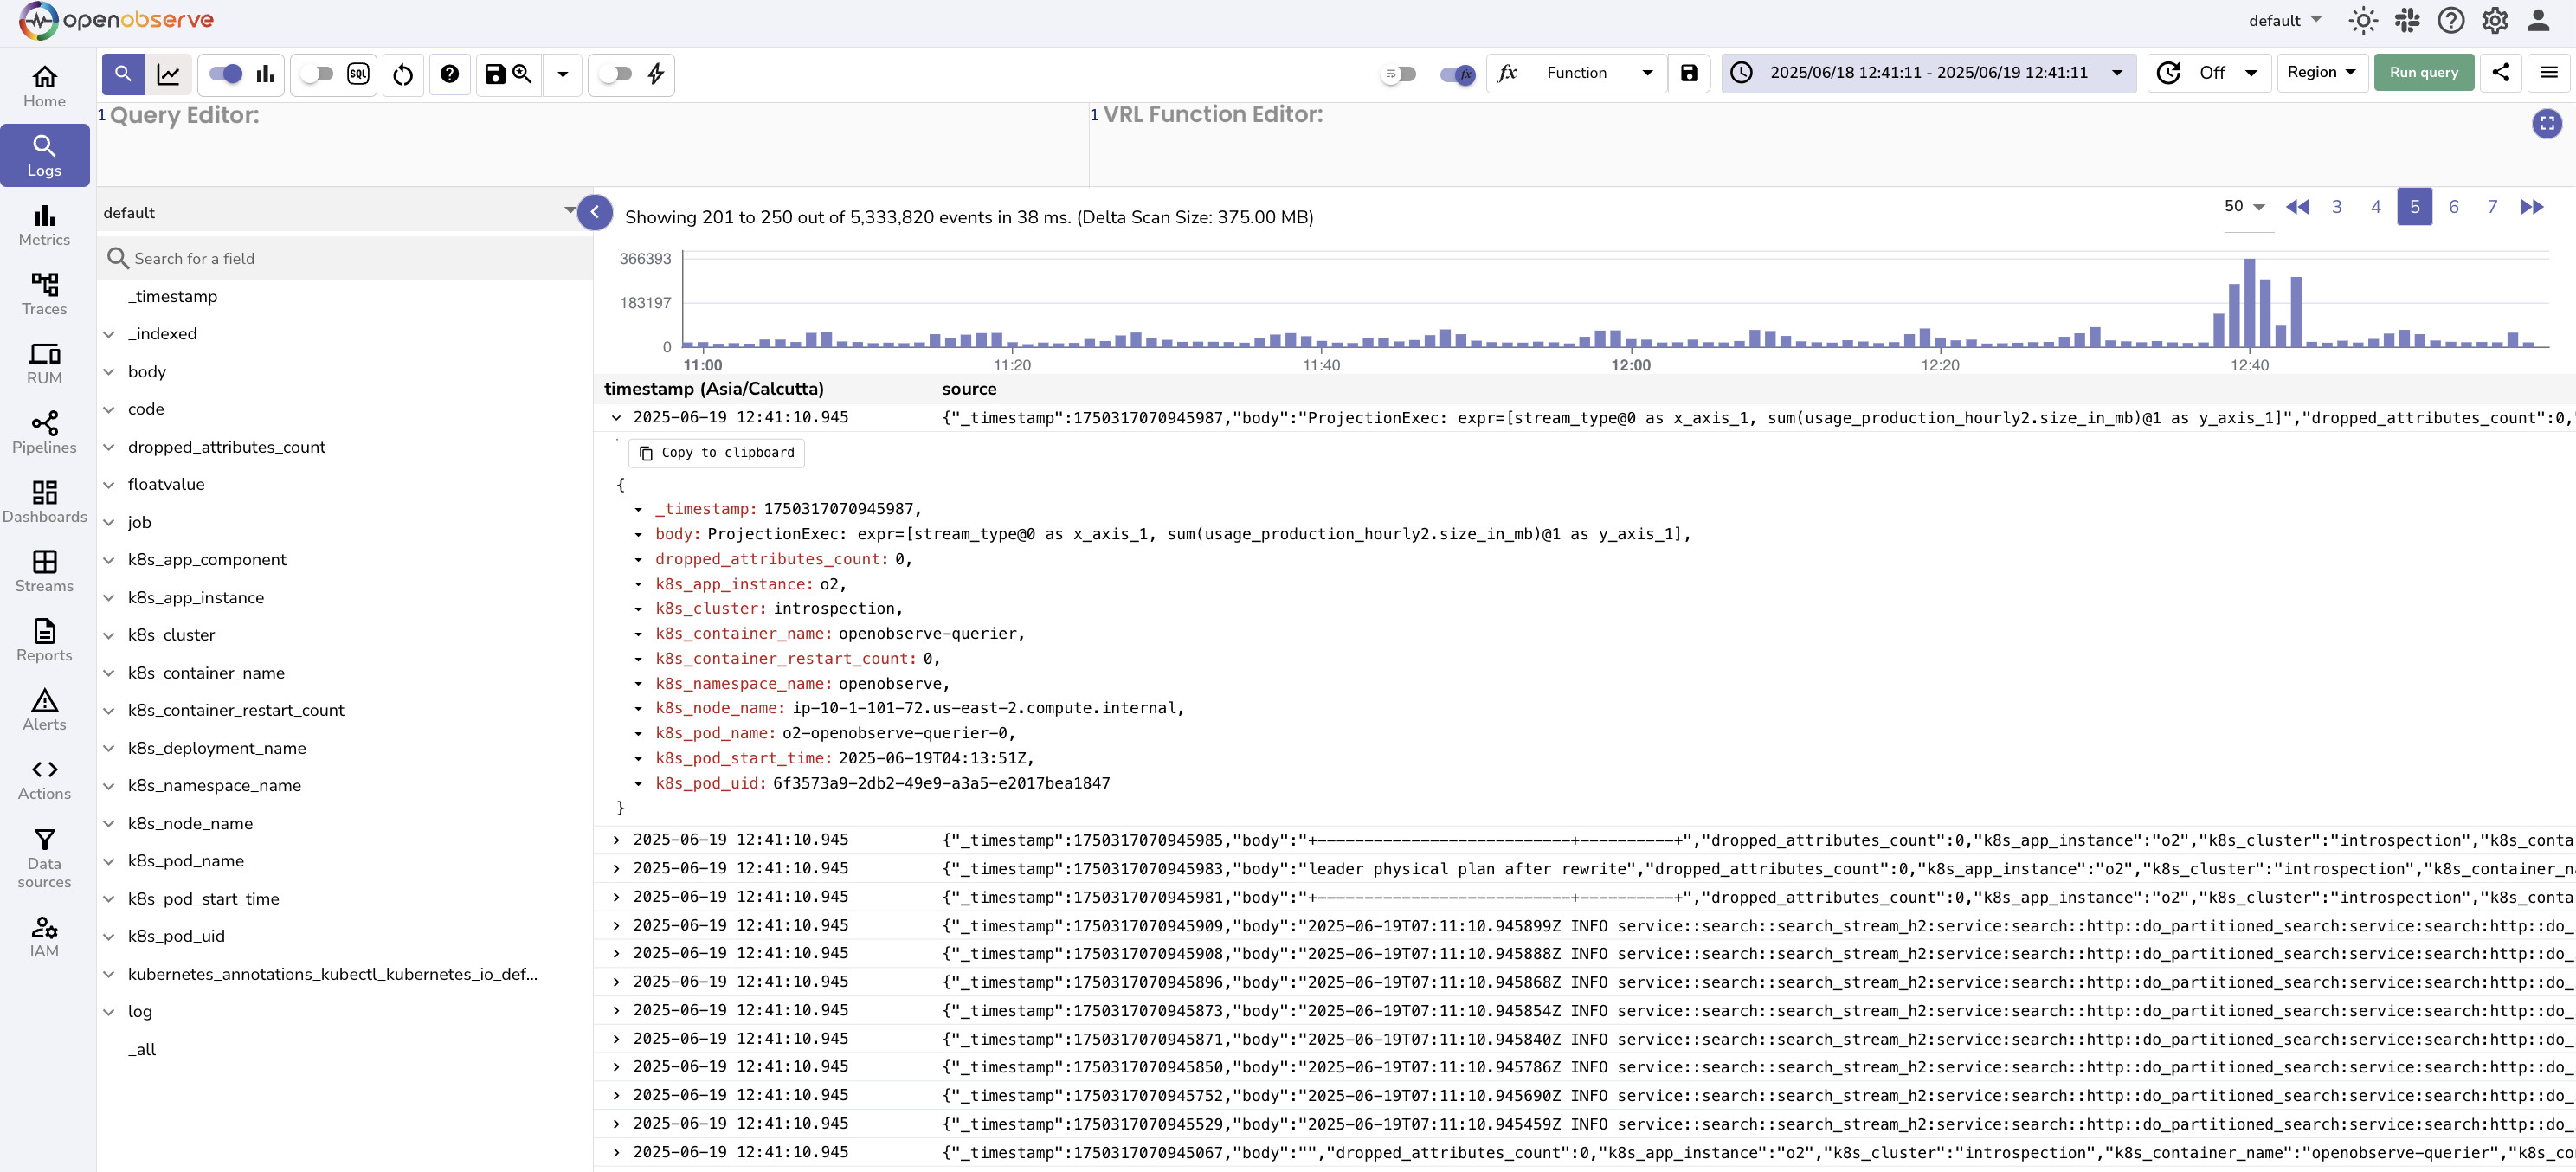 openobserve
default
Home
Logs
Metrics
Traces
RUM
Pipelines
Dashboards
Streams
Reports
Alerts
Actions
Data
sources
IAM
SQL
fx
fx Function
2025/06/18 12:41:11 - 2025/06/19 12:41:11
Off
Region
Run query
1 Query Editor:
1 VRL Function Editor:
default
Search for a field
_timestamp
_indexed
body
code
dropped_attributes_count
floatvalue
job
k8s_app_component
k8s_app_instance
k8s_cluster
k8s_container_name
k8s_container_restart_count
k8s_deployment_name
k8s_namespace_name
k8s_node_name
k8s_pod_name
k8s_pod_start_time
k8s_pod_uid
kubernetes_annotations_kubectl_kubernetes_io_def...
log
_all
Showing 201 to 250 out of 5,333,820 events in 38 ms. (Delta Scan Size: 375.00 MB)
50 3 4 5 6 7
366393
183197
0
11:00 11:20 11:40 12:00 12:20 12:40
timestamp (Asia/Calcutta) source
2025-06-19 12:41:10.945 {"_timestamp":1750317070945987,"body":"ProjectionExec: expr=[stream_type@0 as x_axis_1, sum(usage_production_hourly2.size_in_mb)@1 as y_axis_1]","dropped_attributes_count":0,
Copy to clipboard
{
_timestamp: 1750317070945987,
body: ProjectionExec: expr=[stream_type@0 as x_axis_1, sum(usage_production_hourly2.size_in_mb)@1 as y_axis_1],
dropped_attributes_count: 0,
k8s_app_instance: o2,
k8s_cluster: introspection,
k8s_container_name: openobserve-querier,
k8s_container_restart_count: 0,
k8s_namespace_name: openobserve,
k8s_node_name: ip-10-1-101-72.us-east-2.compute.internal,
k8s_pod_name: o2-openobserve-querier-0,
k8s_pod_start_time: 2025-06-19T04:13:51Z,
k8s_pod_uid: 6f3573a9-2db2-49e9-a3a5-e2017bea1847
}
2025-06-19 12:41:10.945 {"_timestamp":1750317070945985,"body":"+---------------------------+----------+","dropped_attributes_count":0,"k8s_app_instance":"o2","k8s_cluster":"introspection","k8s_conta
2025-06-19 12:41:10.945 {"_timestamp":1750317070945983,"body":"leader physical plan after rewrite","dropped_attributes_count":0,"k8s_app_instance":"o2","k8s_cluster":"introspection","k8s_container_n
2025-06-19 12:41:10.945 {"_timestamp":1750317070945981,"body":"+---------------------------+----------+","dropped_attributes_count":0,"k8s_app_instance":"o2","k8s_cluster":"introspection","k8s_conta
2025-06-19 12:41:10.945 {"_timestamp":1750317070945909,"body":"2025-06-19T07:11:10.945899Z INFO service::search::search_stream_h2:service:search::http::do_partitioned_search:service:search:http::do_
2025-06-19 12:41:10.945 {"_timestamp":1750317070945908,"body":"2025-06-19T07:11:10.945888Z INFO service::search::search_stream_h2:service:search::http::do_partitioned_search:service:search:http::do_
2025-06-19 12:41:10.945 {"_timestamp":1750317070945896,"body":"2025-06-19T07:11:10.945868Z INFO service::search::search_stream_h2:service:search::http::do_partitioned_search:service:search:http::do_
2025-06-19 12:41:10.945 {"_timestamp":1750317070945873,"body":"2025-06-19T07:11:10.945854Z INFO service::search::search_stream_h2:service:search::http::do_partitioned_search:service:search:http::do_
2025-06-19 12:41:10.945 {"_timestamp":1750317070945871,"body":"2025-06-19T07:11:10.945840Z INFO service::search::search_stream_h2:service:search::http::do_partitioned_search:service:search:http::do_
2025-06-19 12:41:10.945 {"_timestamp":1750317070945850,"body":"2025-06-19T07:11:10.945786Z INFO service::search::search_stream_h2:service:search::http::do_partitioned_search:service:search:http::do_
2025-06-19 12:41:10.945 {"_timestamp":1750317070945752,"body":"2025-06-19T07:11:10.945690Z INFO service::search::search_stream_h2:service:search::http::do_partitioned_search:service:search:http::do_
2025-06-19 12:41:10.945 {"_timestamp":1750317070945529,"body":"2025-06-19T07:11:10.945459Z INFO service::search::search_stream_h2:service:search::http::do_partitioned_search:service:search:http::do_
2025-06-19 12:41:10.945 {"_timestamp":1750317070945067,"body":"","dropped_attributes_count":0,"k8s_app_instance":"o2","k8s_cluster":"introspection","k8s_container_name":"openobserve-querier","k8s_co